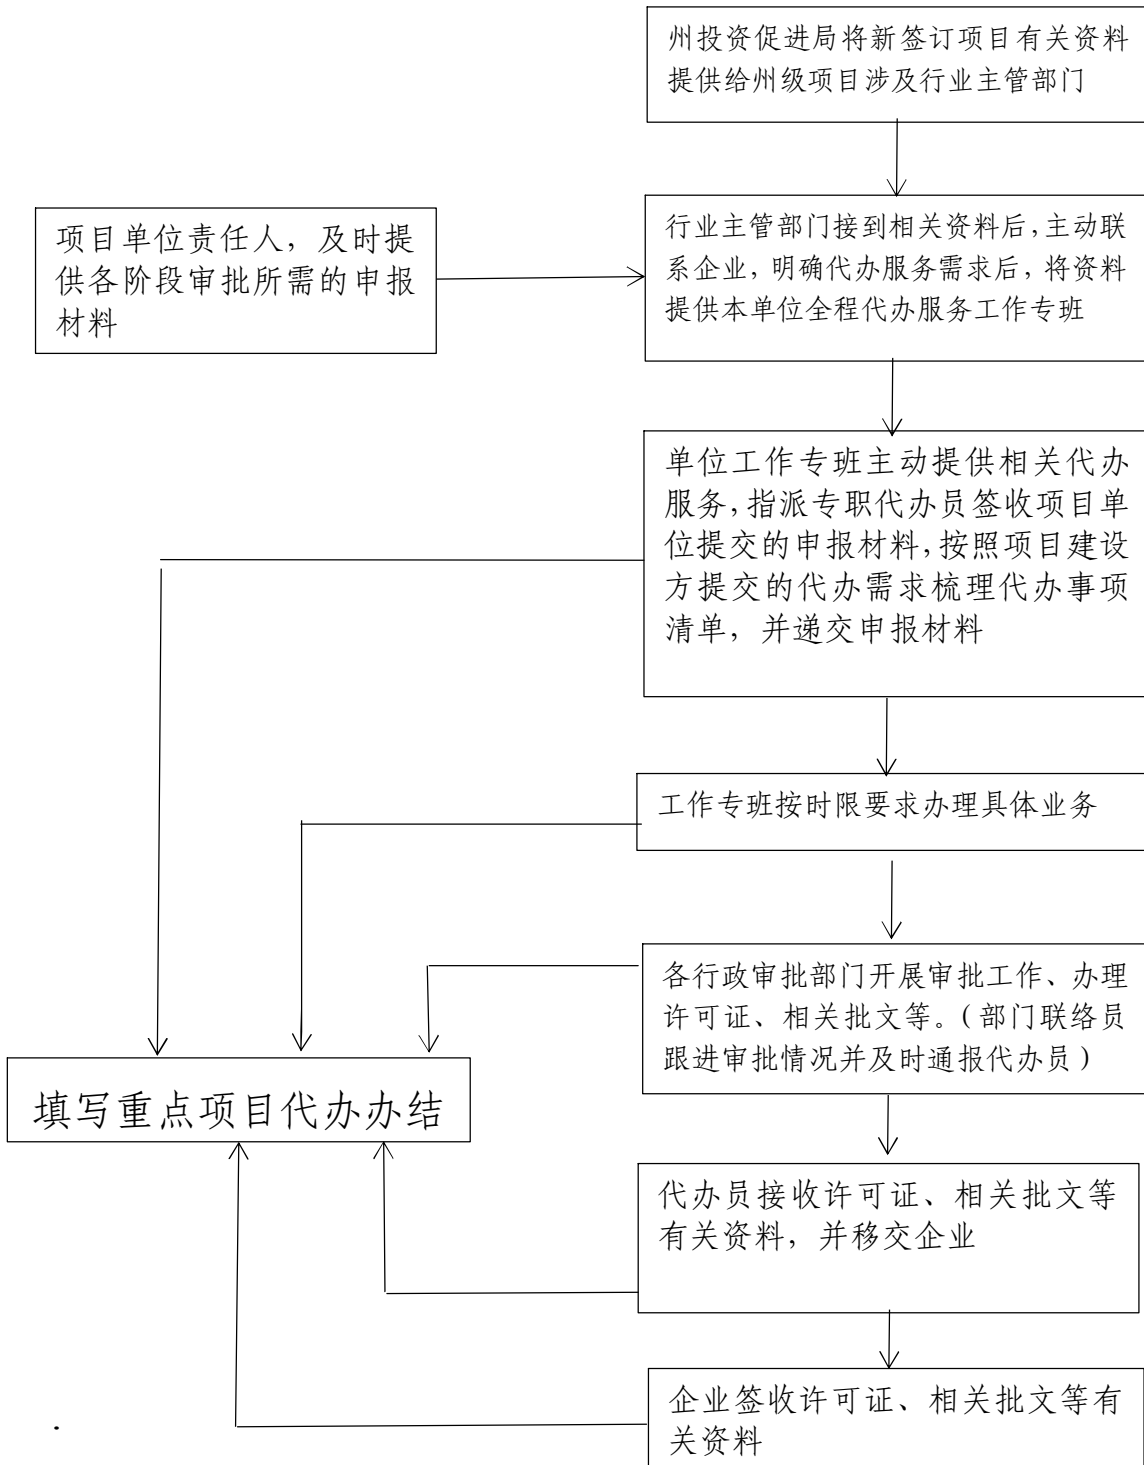 州投资促进局将新签订项目有关资料
提供给州级项目涉及行业主管部门
项目单位责任人，及时提
供各阶段审批所需的申报
材料
行业主管部门接到相关资料后，主动联
系企业，明确代办服务需求后，将资料
提供本单位全程代办服务工作专班
单位工作专班主动提供相关代办
服务，指派专职代办员签收项目单
位提交的申报材料，按照项目建设
方提交的代办需求梳理代办事项
清单，并递交申报材料
工作专班按时限要求办理具体业务
各行政审批部门开展审批工作、办理
许可证、相关批文等。（部门联络员
跟进审批情况并及时通报代办员）
填写重点项目代办办结
代办员接收许可证、相关批文等
有关资料，并移交企业
企业签收许可证、相关批文等有
关资料